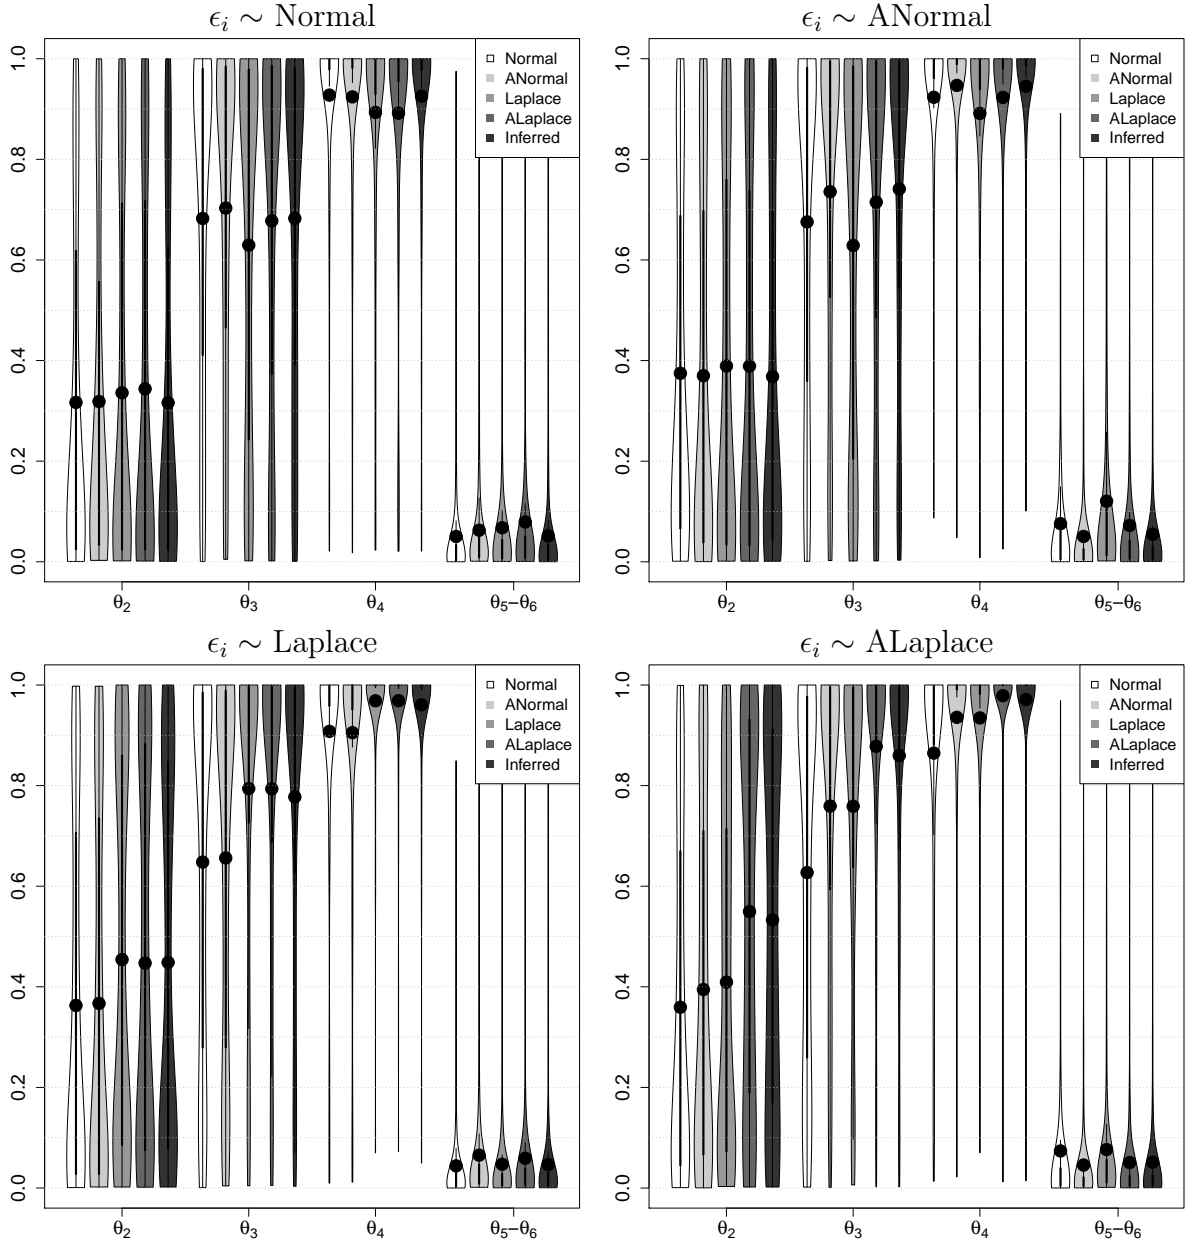 ϵᵢ ∼ Normal
1.0
0.8
0.6
0.4
0.2
0.0
Normal
ANormal
Laplace
ALaplace
Inferred
θ₂ θ₃ θ₄ θ₅−θ₆
ϵᵢ ∼ ANormal
1.0
0.8
0.6
0.4
0.2
0.0
Normal
ANormal
Laplace
ALaplace
Inferred
θ₂ θ₃ θ₄ θ₅−θ₆
ϵᵢ ∼ Laplace
1.0
0.8
0.6
0.4
0.2
0.0
Normal
ANormal
Laplace
ALaplace
Inferred
θ₂ θ₃ θ₄ θ₅−θ₆
ϵᵢ ∼ ALaplace
1.0
0.8
0.6
0.4
0.2
0.0
Normal
ANormal
Laplace
ALaplace
Inferred
θ₂ θ₃ θ₄ θ₅−θ₆